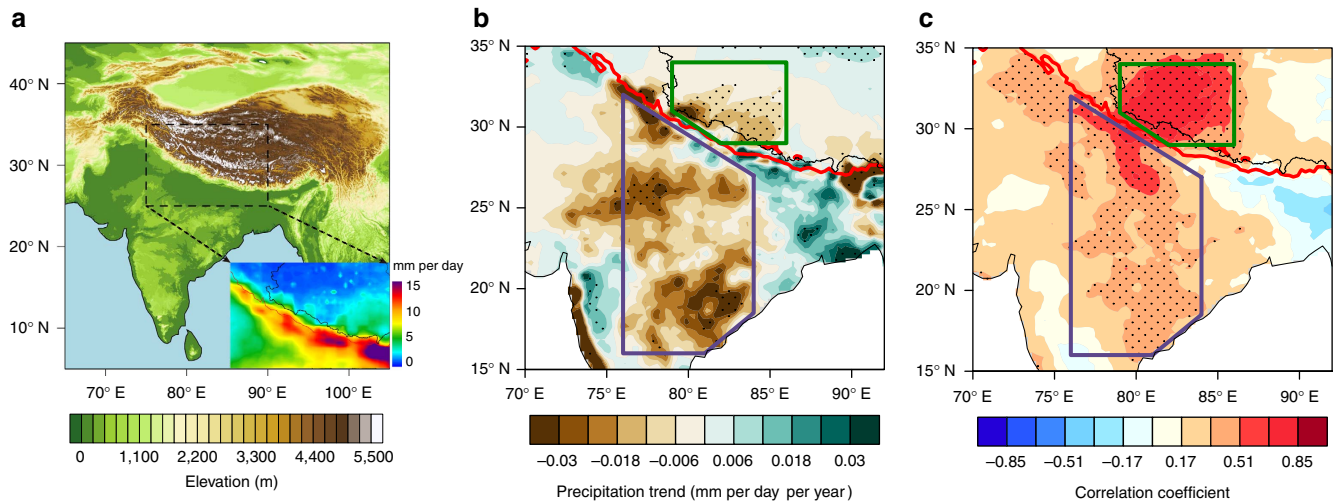 a
40° N
30° N
20° N
10° N
mm per day
15
10
5
0
70° E
80° E
90° E
100° E
0
1,100
2,200
3,300
4,400
5,500
Elevation (m)
b
35° N
30° N
25° N
20° N
15° N
70° E
75° E
80° E
85° E
90° E
−0.03
−0.018
−0.006
0.006
0.018
0.03
Precipitation trend (mm per day per year)
c
35° N
30° N
25° N
20° N
15° N
70° E
75° E
80° E
85° E
90° E
−0.85
−0.51
−0.17
0.17
0.51
0.85
Correlation coefficient